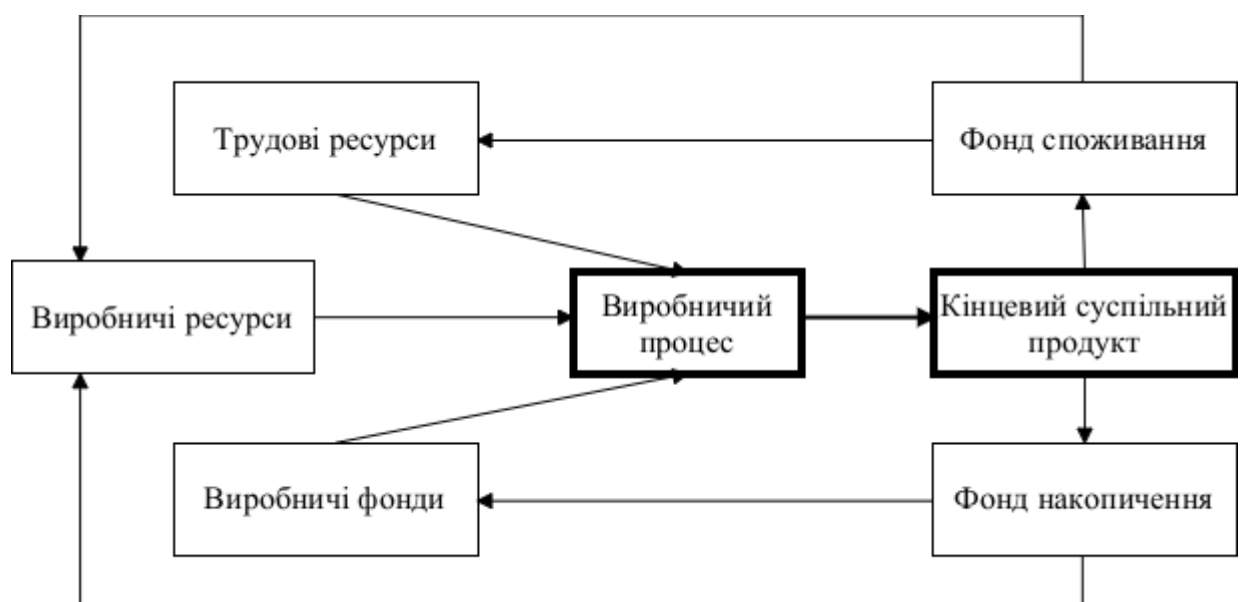 Трудові ресурси
Фонд споживання
Виробничі ресурси
Виробничий
процес
Кінцевий суспільний
продукт
Виробничі фонди
Фонд накопичення